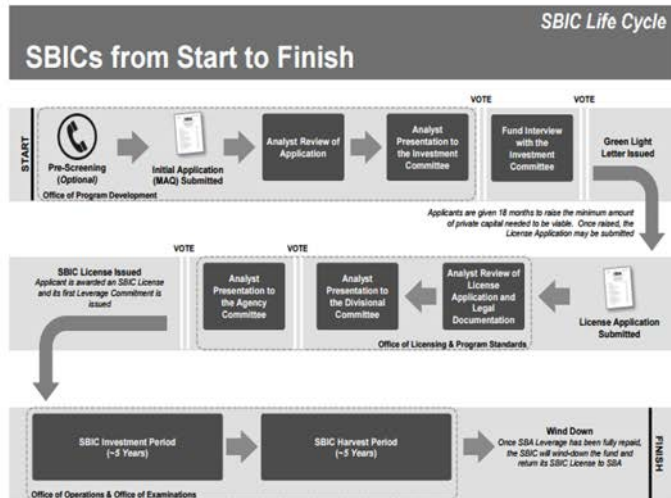 SBIC Life Cycle
SBICs from Start to Finish
START
Pre-Screening
(Optional)
Initial Application
(MAQ) Submitted
Analyst Review of
Application
Analyst
Presentation to
the Investment
Committee
VOTE
Fund Interview
with the
Investment
Committee
VOTE
Green Light
Letter Issued
Office of Program Development
Applicants are given 18 months to raise the minimum amount
of private capital needed to be viable. Once raised, the
License Application may be submitted
License Application
Submitted
Analyst Review of
License
Application and
Legal
Documentation
Analyst
Presentation to
the Divisional
Committee
VOTE
Analyst
Presentation to
the Agency
Committee
VOTE
Office of Licensing & Program Standards
SBIC License Issued
Applicant is awarded an SBIC License
and its first Leverage Commitment is
issued
SBIC Investment Period
(~5 Years)
SBIC Harvest Period
(~5 Years)
Wind Down
Once SBA Leverage has been fully repaid,
the SBIC will wind-down the fund and
return its SBIC License to SBA
FINISH
Office of Operations & Office of Examinations